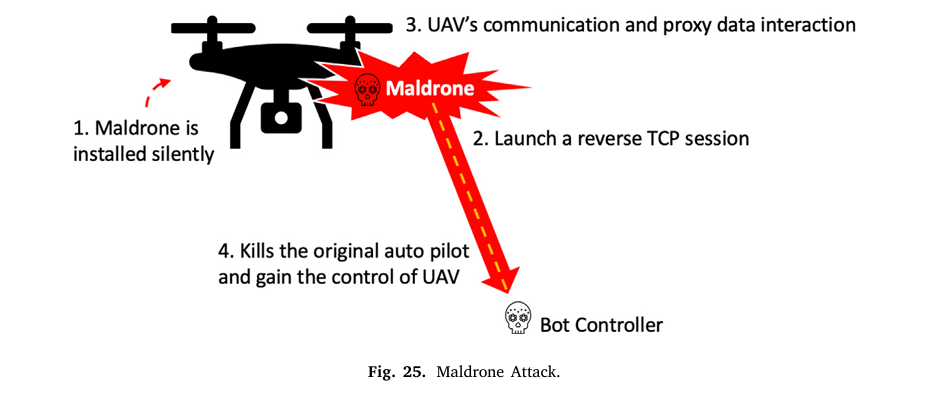 3. UAV's communication and proxy data interaction
Maldrone
1. Maldrone is
installed silently
2. Launch a reverse TCP session
4. Kills the original auto pilot
and gain the control of UAV
Bot Controller
Fig. 25. Maldrone Attack.